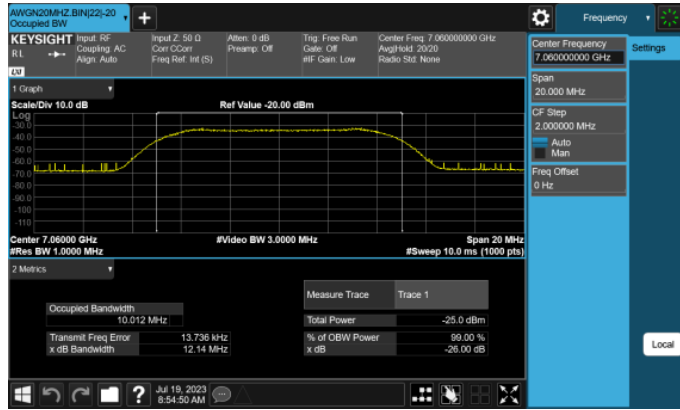 AWGN20MHZ.BIN|22|-20
Occupied BW
Frequency
KEYSIGHT
R L
Input: RF
Coupling: AC
Align: Auto
Input Z: 50 Ω
Corr CCorr
Freq Ref: Int (S)
Atten: 0 dB
Preamp: Off
Trig: Free Run
Gate: Off
#IF Gain: Low
Center Freq: 7.060000000 GHz
Avg|Hold: 20/20
Radio Std: None
LXI
Center Frequency
7.060000000 GHz
Settings
Span
20.000 MHz
CF Step
2.000000 MHz
Auto
Man
Freq Offset
0 Hz
Local
1 Graph
Scale/Div 10.0 dB
Ref Value -20.00 dBm
Log
-30.0
-40.0
-50.0
-60.0
-70.0
-80.0
-90.0
-100
-110
Center 7.06000 GHz
#Video BW 3.0000 MHz
Span 20 MHz
#Res BW 1.0000 MHz
#Sweep 10.0 ms (1000 pts)
2 Metrics
Measure Trace
Trace 1
Occupied Bandwidth
10.012 MHz
Total Power
-25.0 dBm
Transmit Freq Error
13.736 kHz
% of OBW Power
99.00 %
x dB Bandwidth
12.14 MHz
x dB
-26.00 dB
?
Jul 19, 2023
8:54:50 AM